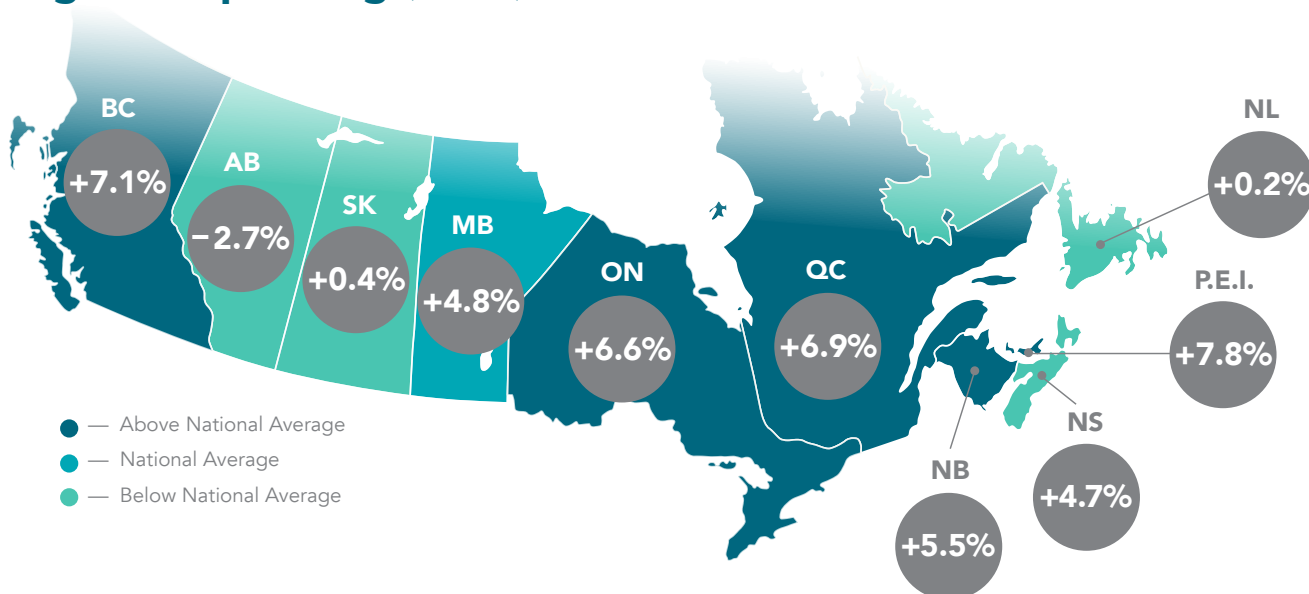 BC
+7.1%
AB
−2.7%
SK
+0.4%
MB
+4.8%
ON
+6.6%
QC
+6.9%
NL
+0.2%
P.E.I.
+7.8%
NS
+4.7%
NB
+5.5%
— Above National Average
— National Average
— Below National Average